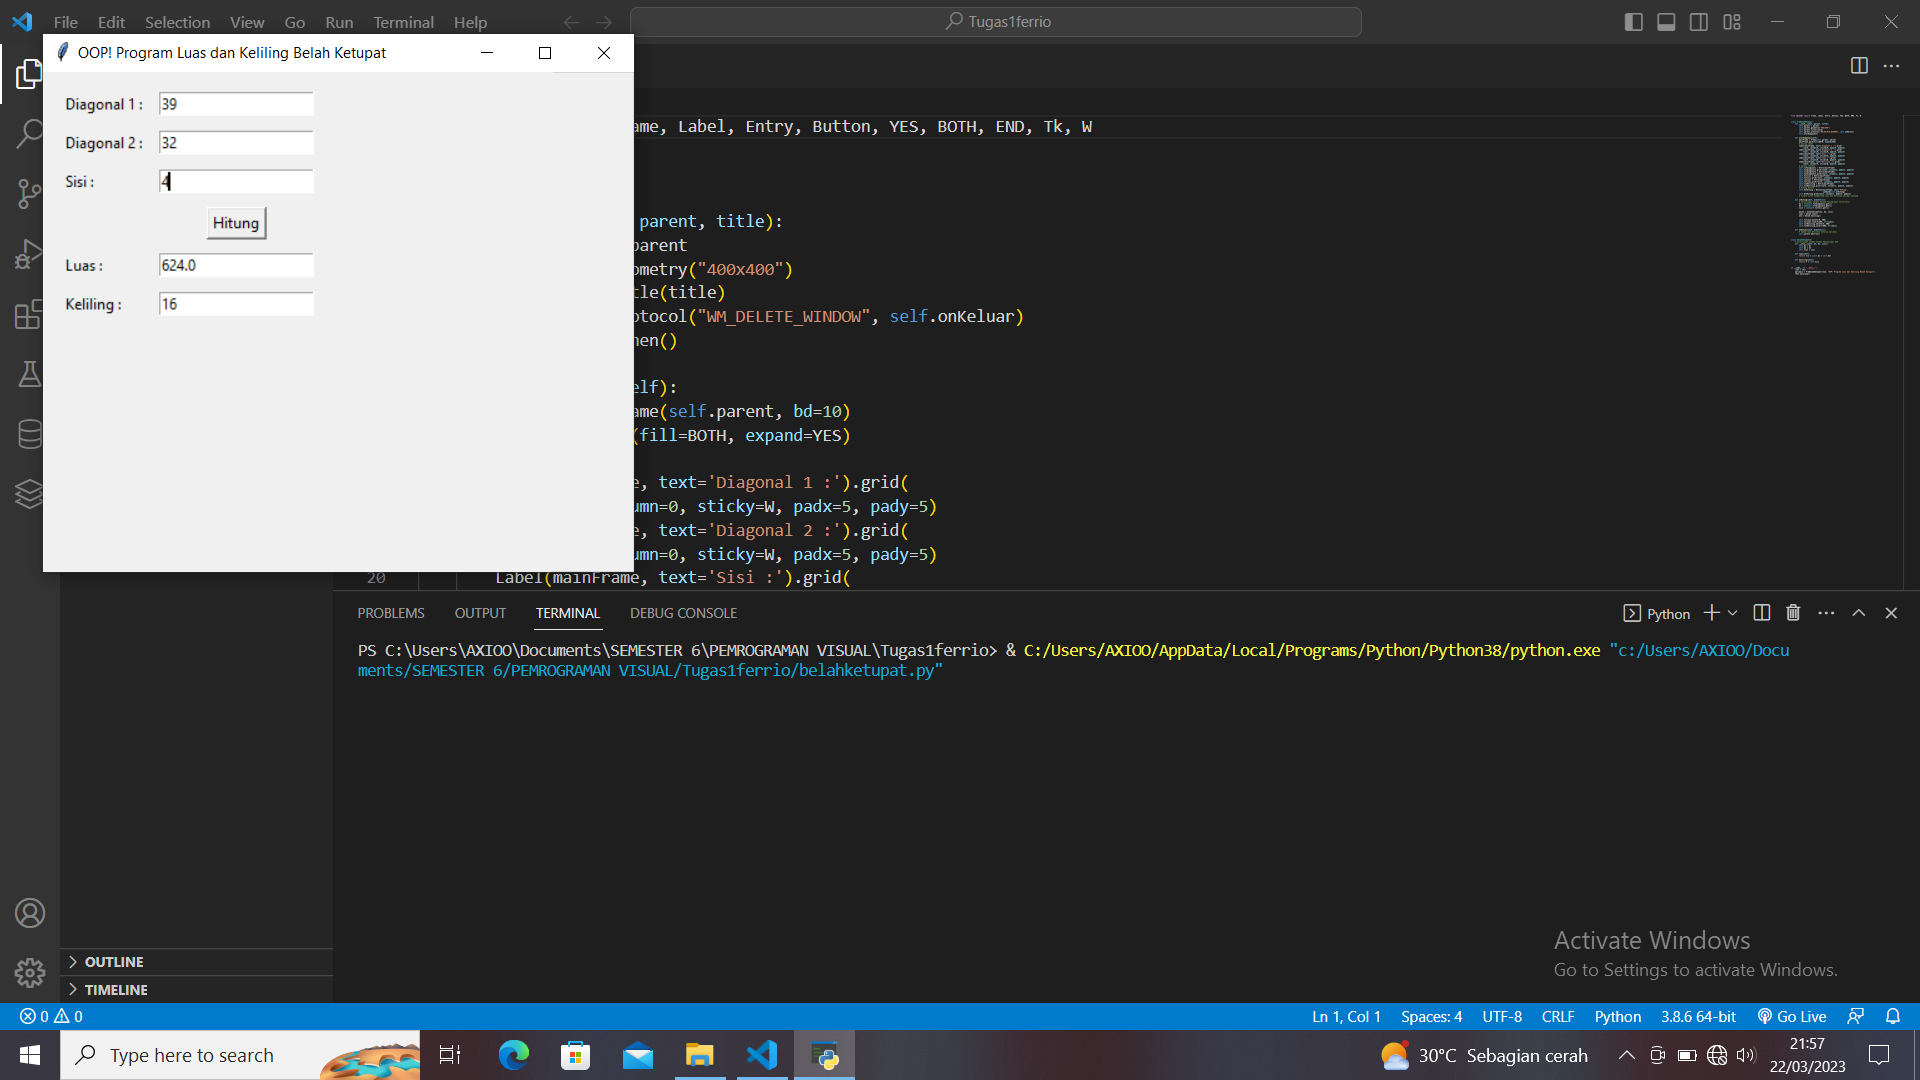 File Edit Selection View Go Run Terminal Help
Tugas1ferrio
OOP! Program Luas dan Keliling Belah Ketupat
Diagonal 1 : 39
Diagonal 2 : 32
Sisi : 4
Hitung
Luas : 624.0
Keliling : 16
ame, Label, Entry, Button, YES, BOTH, END, Tk, W
parent, title):
parent
ometry("400x400")
tle(title)
otocol("WM_DELETE_WINDOW", self.onKeluar)
nen()
elf):
ame(self.parent, bd=10)
(fill=BOTH, expand=YES)
e, text='Diagonal 1 :').grid(
umn=0, sticky=W, padx=5, pady=5)
e, text='Diagonal 2 :').grid(
umn=0, sticky=W, padx=5, pady=5)
20 Label(mainFrame, text='Sisi :').grid(
PROBLEMS OUTPUT TERMINAL DEBUG CONSOLE
Python
PS C:\Users\AXIOO\Documents\SEMESTER 6\PEMROGRAMAN VISUAL\Tugas1ferrio> & C:/Users/AXIOO/AppData/Local/Programs/Python/Python38/python.exe "c:/Users/AXIOO/Docu
ments/SEMESTER 6/PEMROGRAMAN VISUAL/Tugas1ferrio/belahketupat.py"
OUTLINE
TIMELINE
Activate Windows
Go to Settings to activate Windows.
0 0 Ln 1, Col 1 Spaces: 4 UTF-8 CRLF Python 3.8.6 64-bit Go Live
Type here to search
30°C Sebagian cerah
21:57
22/03/2023